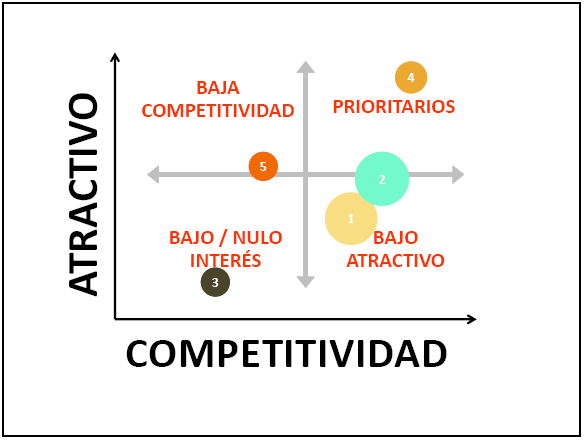 ATRACTIVO
BAJA
COMPETITIVIDAD
4
PRIORITARIOS
5
2
1
BAJO / NULO
INTERÉS
BAJO
ATRACTIVO
3
COMPETITIVIDAD